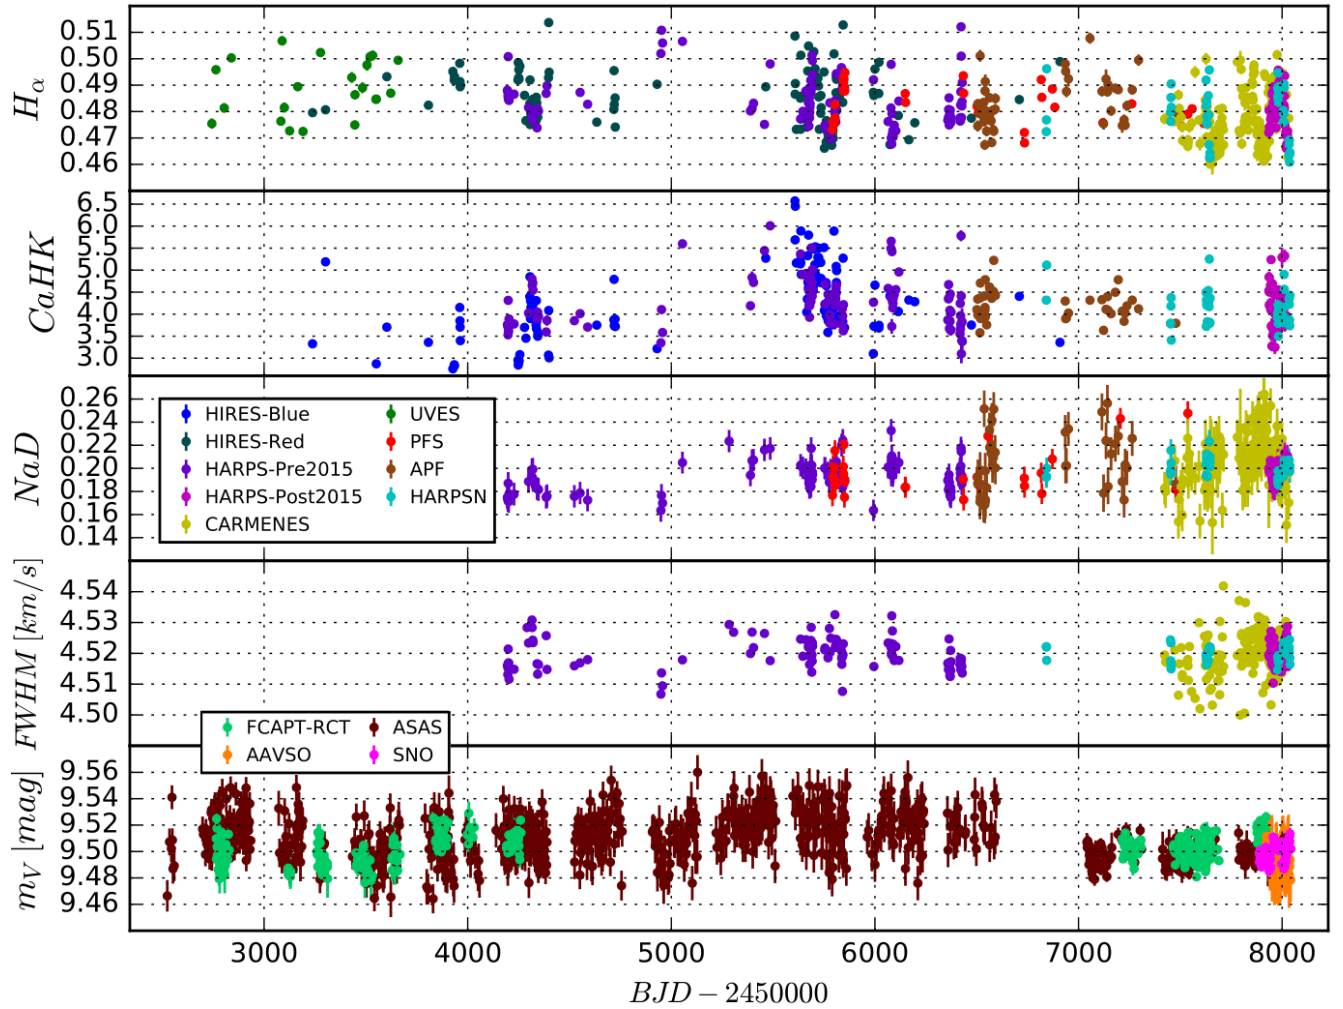 0.51
0.50
0.49
0.48
0.47
0.46
Hα
6.5
6.0
5.5
5.0
4.5
4.0
3.5
3.0
CaHK
0.26
0.24
0.22
0.20
0.18
0.16
0.14
NaD
HIRES-Blue UVES
HIRES-Red PFS
HARPS-Pre2015 APF
HARPS-Post2015 HARPSN
CARMENES
4.54
4.53
4.52
4.51
4.50
FWHM [km/s]
FCAPT-RCT ASAS
AAVSO SNO
9.56
9.54
9.52
9.50
9.48
9.46
mV [mag]
3000 4000 5000 6000 7000 8000
BJD − 2450000